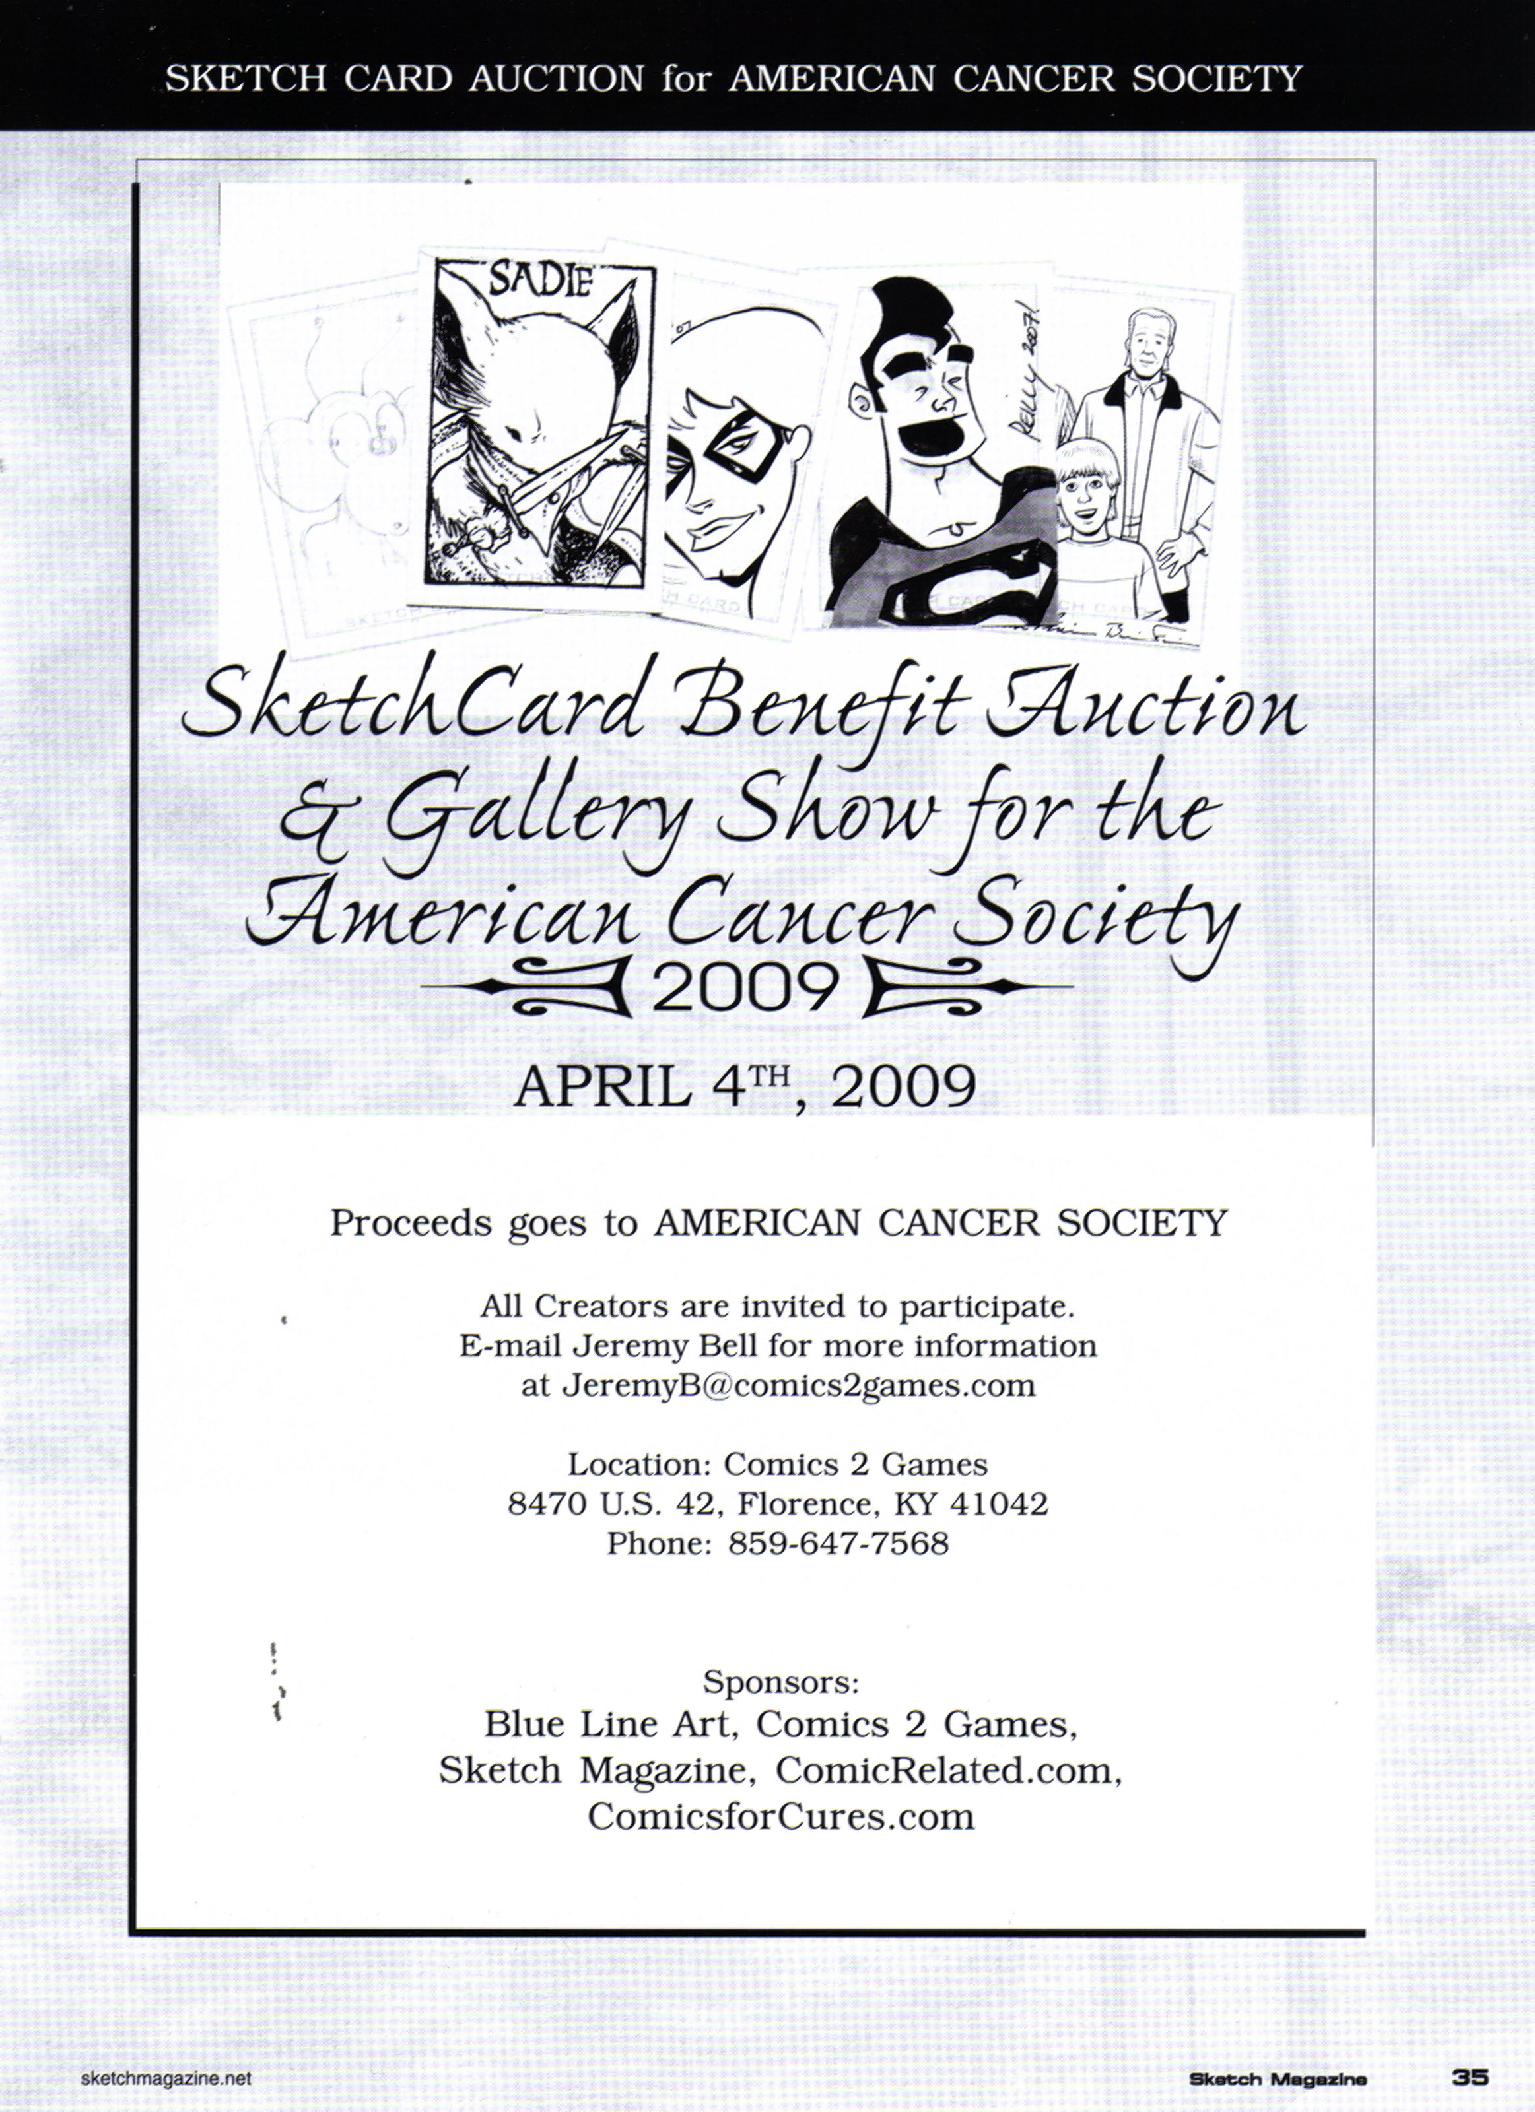 SKETCH CARD AUCTION for AMERICAN CANCER SOCIETY
SADIE
REILLY 2007!
SketchCard Benefit Auction
& Gallery Show for the
American Cancer Society
2009
APRIL 4TH, 2009
Proceeds goes to AMERICAN CANCER SOCIETY
All Creators are invited to participate.
E-mail Jeremy Bell for more information
at JeremyB@comics2games.com
Location: Comics 2 Games
8470 U.S. 42, Florence, KY 41042
Phone: 859-647-7568
Sponsors:
Blue Line Art, Comics 2 Games,
Sketch Magazine, ComicRelated.com,
ComicsforCures.com
sketchmagazine.net
Sketch Magazine 35